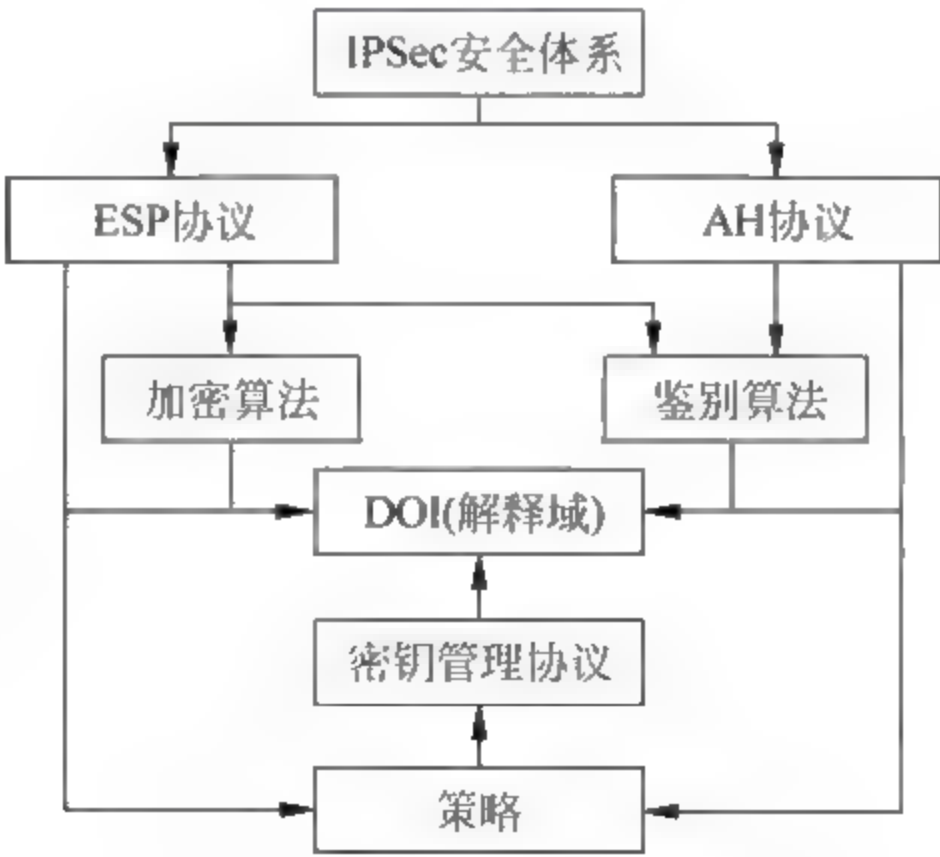 IPSec安全体系
ESP协议
AH协议
加密算法
鉴别算法
DOI(解释域)
密钥管理协议
策略